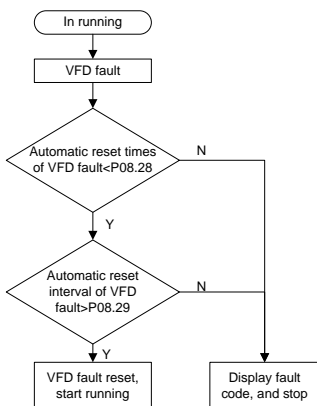 In running
VFD fault
Automatic reset times
of VFD fault<P08.28
N
Y
Automatic reset
interval of VFD
fault>P08.29
N
Y
VFD fault reset,
start running
Display fault
code, and stop